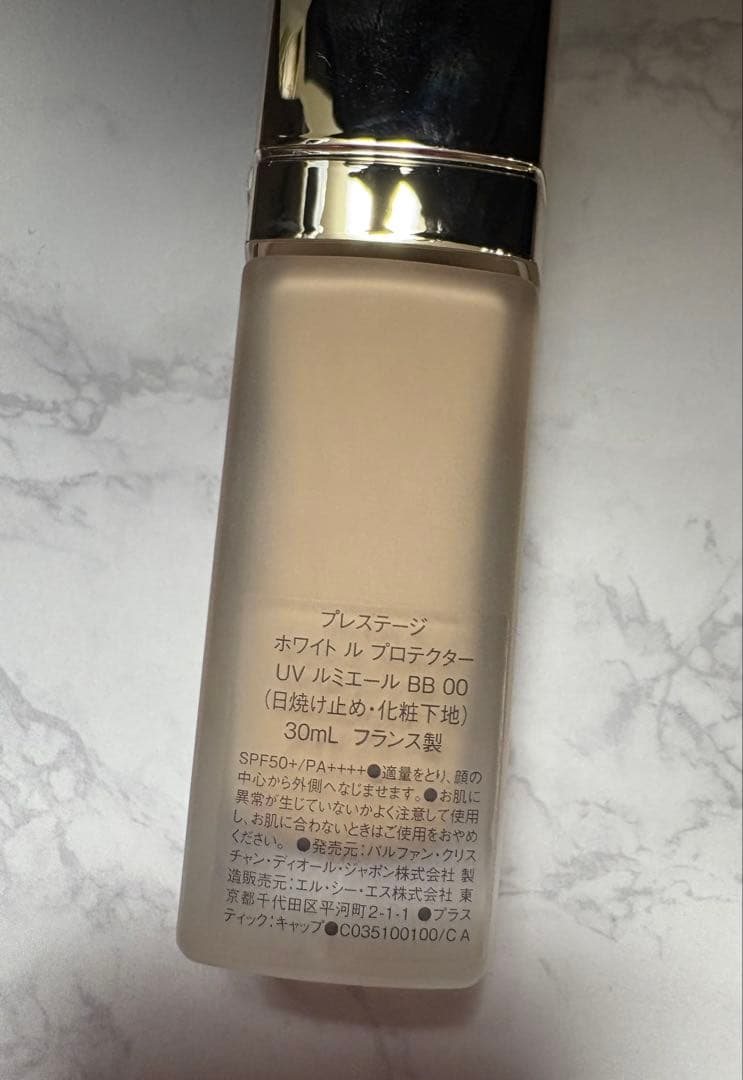 プレステージ
ホワイト ル プロテクター
UV ルミエール BB 00
(日焼け止め・化粧下地)
30mL フランス製
SPF50+/PA++++●適量をとり、顔の
中心から外側へなじませます。●お肌に
異常が生じていないかよく注意して使用
し、お肌に合わないときはご使用をおやめ
ください。 ●発売元:パルファン・クリス
チャン・ディオール・ジャポン株式会社 製
造販売元:エル・シー・エス株式会社 東
京都千代田区平河町2-1-1 ●プラス
ティック:キャップ●C035100100/C A